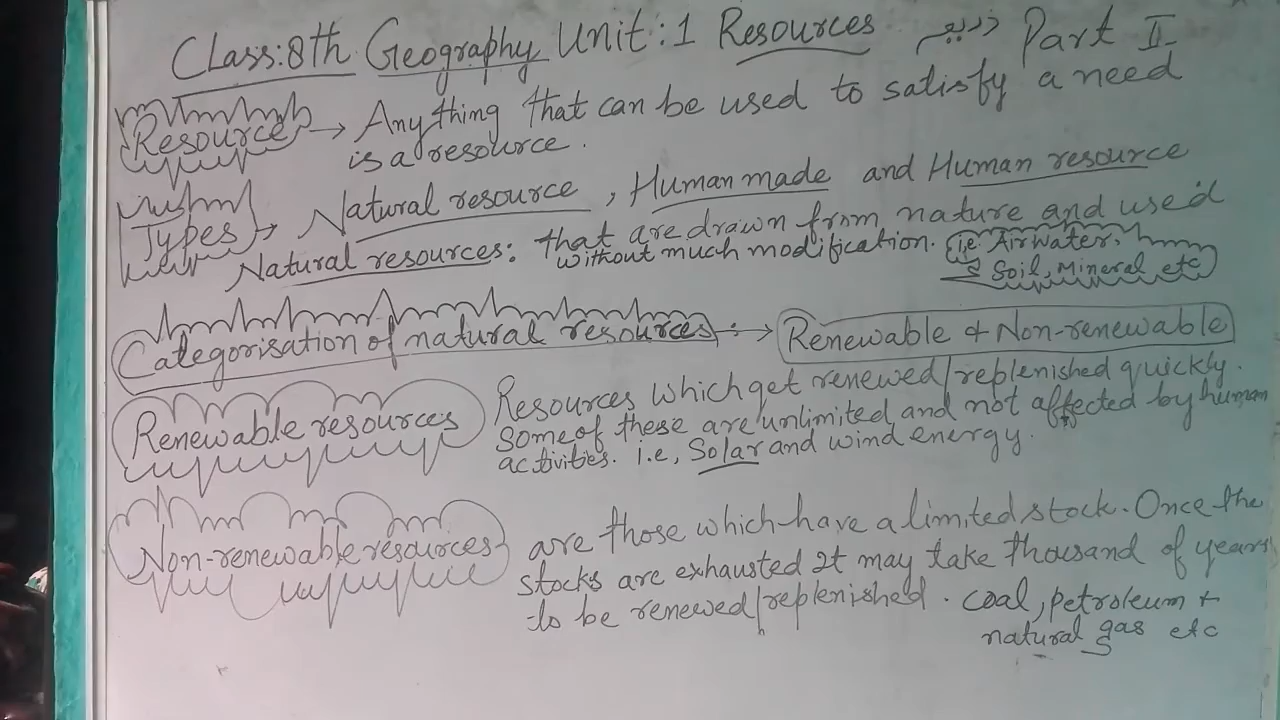 Class: 8th Geography Unit: 1 Resources ذریعہ Part II
Resource → Anything that can be used to satisfy a need
is a resource.
Types → Natural resource, Human made and Human resource
Natural resources: that are drawn from nature and used
without much modification. i.e. Air Water,
Soil, Mineral etc
Categorisation of natural resources :→ Renewable + Non-renewable
Renewable resources Resources which get renewed/replenished quickly.
Some of these are unlimited and not affected by human
activities. i.e, Solar and wind energy.
Non-renewable resources are those which have a limited stock. Once the
stocks are exhausted It may take thousand of years
to be renewed/replenished. coal, petroleum +
natural gas etc